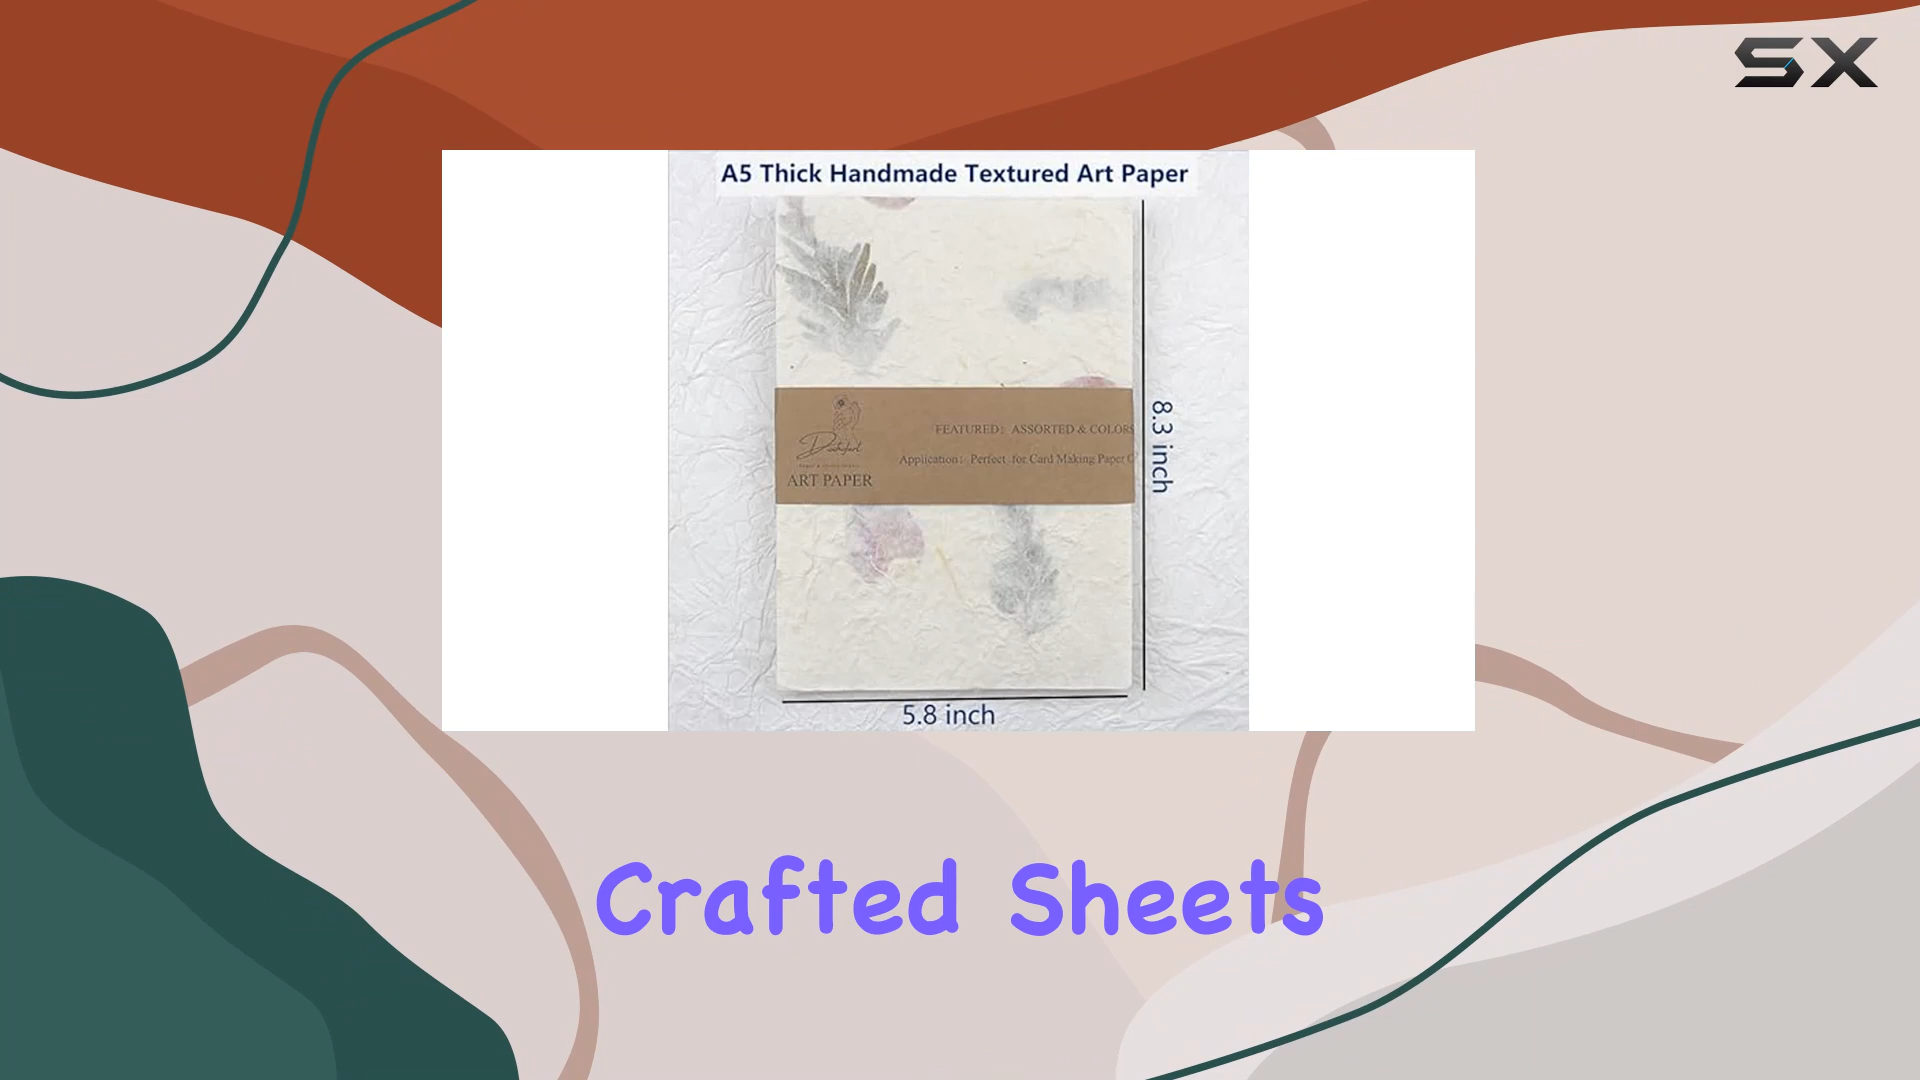 SX
A5 Thick Handmade Textured Art Paper
FEATURED: ASSORTED & COLORS
Application: Perfect for Card Making Paper
ART PAPER
8.3 inch
5.8 inch
Crafted Sheets